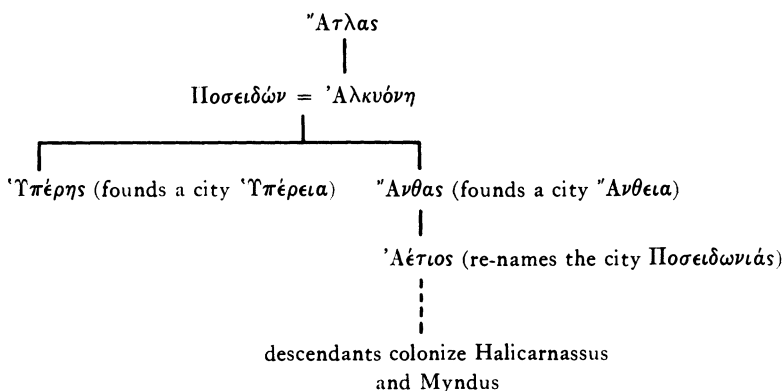 Ἄτλας
Ποσειδών = Ἀλκυόνη
Ὑπέρης (founds a city Ὑπέρεια) Ἄνθας (founds a city Ἄνθεια)
Ἀέτιος (re-names the city Ποσειδωνιάς)
descendants colonize Halicarnassus
and Myndus